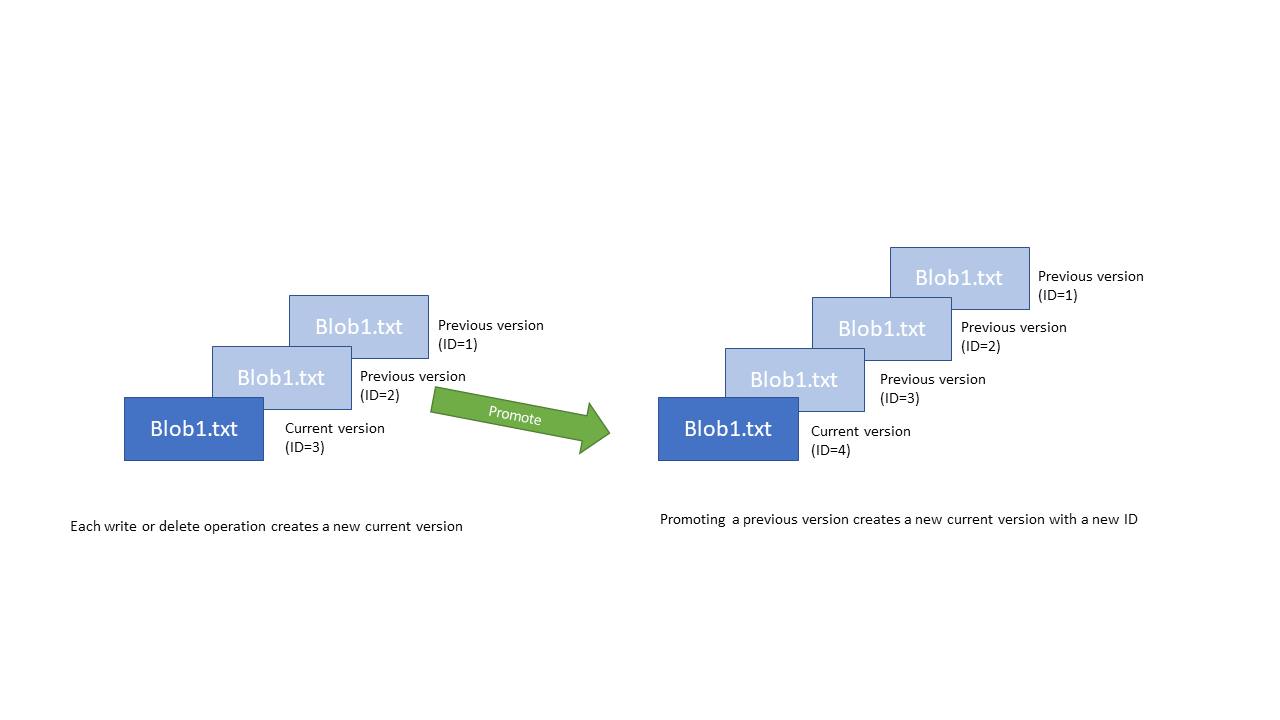 Blob1.txt
Previous version
(ID=1)
Blob1.txt
Previous version
(ID=2)
Blob1.txt
Current version
(ID=3)
Promote
Each write or delete operation creates a new current version
Blob1.txt
Previous version
(ID=1)
Blob1.txt
Previous version
(ID=2)
Blob1.txt
Previous version
(ID=3)
Blob1.txt
Current version
(ID=4)
Promoting a previous version creates a new current version with a new ID